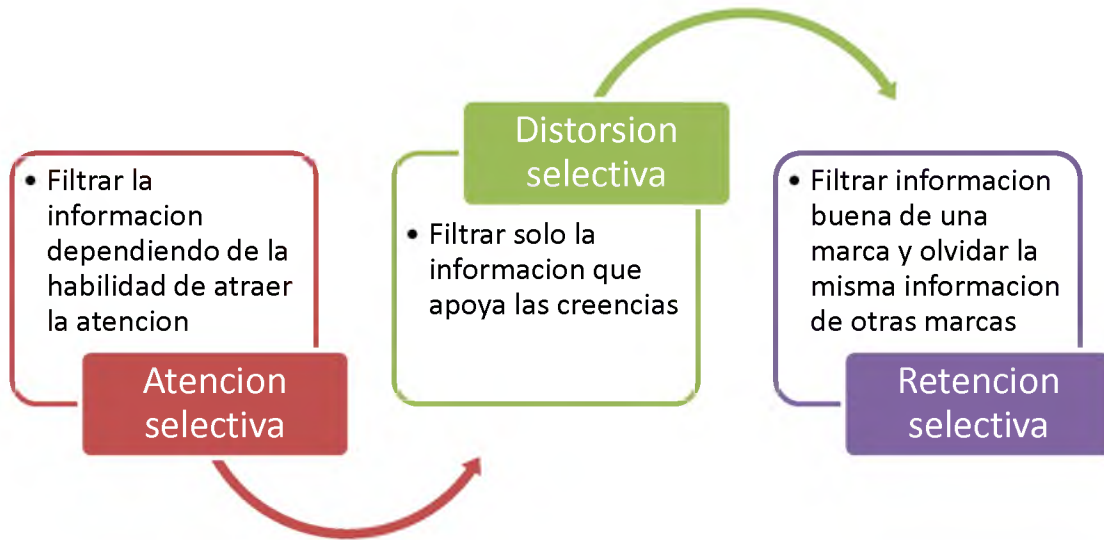 • Filtrar la
informacion
dependiendo de la
habilidad de atraer
la atencion
Atencion
selectiva
Distorsion
selectiva
• Filtrar solo la
informacion que
apoya las creencias
• Filtrar informacion
buena de una
marca y olvidar la
misma informacion
de otras marcas
Retencion
selectiva